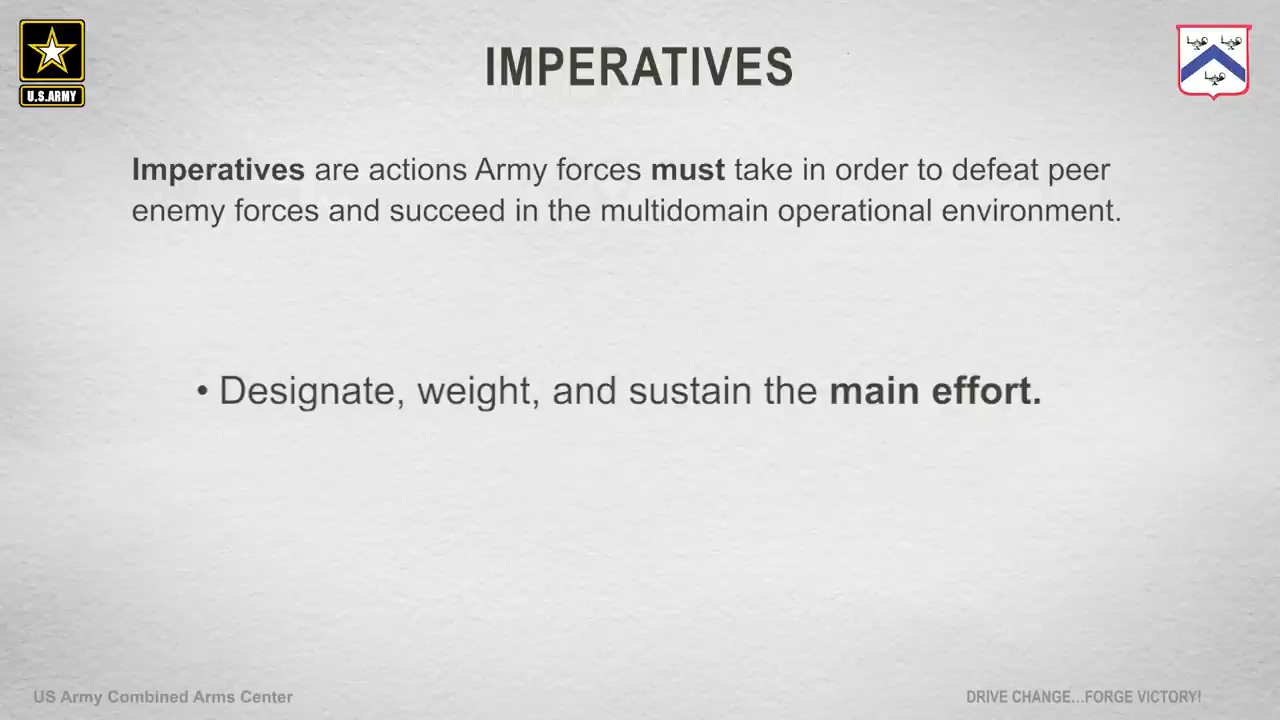 IMPERATIVES
U.S.ARMY
Imperatives are actions Army forces must take in order to defeat peer
enemy forces and succeed in the multidomain operational environment.
• Designate, weight, and sustain the main effort.
US Army Combined Arms Center
DRIVE CHANGE...FORGE VICTORY!